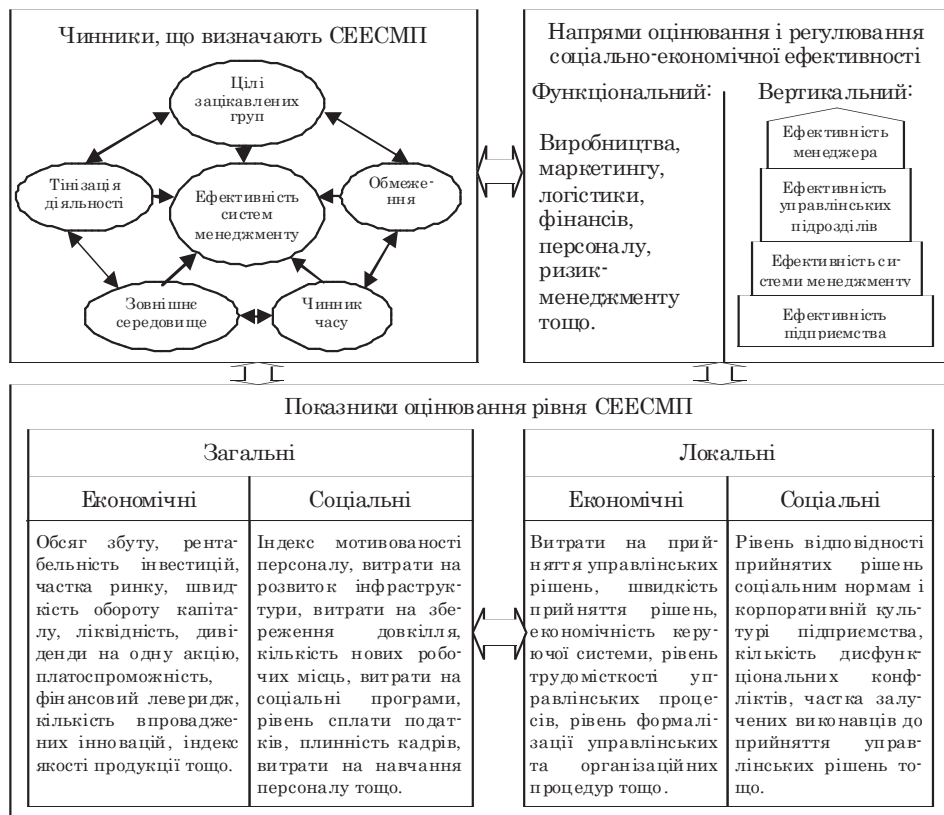 Чинники, що визначають СЕЕСМП
Цілі
зацікавлених
груп
Тінізація
діяльності
Ефективність
систем
менеджменту
Обмеже-
ння
Зовнішнє
середовище
Чинник
часу
Напрями оцінювання і регулювання
соціально-економічної ефективності
Функціональний:
Виробництва,
маркетингу,
логістики,
фінансів,
персоналу,
ризик-
менеджменту
тощо.
Вертикальний:
Ефективність
менеджера
Ефективність
управлінських
підрозділів
Ефективність си-
стеми менеджменту
Ефективність
підприємства
Показники оцінювання рівня СЕЕСМП
Загальні
Економічні
Обсяг збуту, рента-
бельність інвестицій,
частка ринку, швид-
кість обороту капіта-
лу, ліквідність, диві-
денди на одну акцію,
платоспроможність,
фінансовий леверидж,
кількість впровадже-
них інновацій, індекс
якості продукції тощо.
Соціальні
Індекс мотивованості
персоналу, витрати на
розвиток інфраструк-
тури, витрати на збе-
реження довкілля,
кількість нових робо-
чих місць, витрати на
соціальні програми,
рівень сплати подат-
ків, плинність кадрів,
витрати на навчання
персоналу тощо.
Локальні
Економічні
Витрати на прий-
няття управлінських
рішень, швидкість
прийняття рішень,
економічність керу-
ючої системи, рівень
трудомісткості уп-
равлінських проце-
сів, рівень формалі-
зації управлінських
та організаційних
процедур тощо.
Соціальні
Рівень відповідності
прийнятих рішень
соціальним нормам і
корпоративній куль-
турі підприємства,
кількість дисфунк-
ціональних конф-
ліктів, частка залу-
чених виконавців до
прийняття управ-
лінських рішень то-
що.